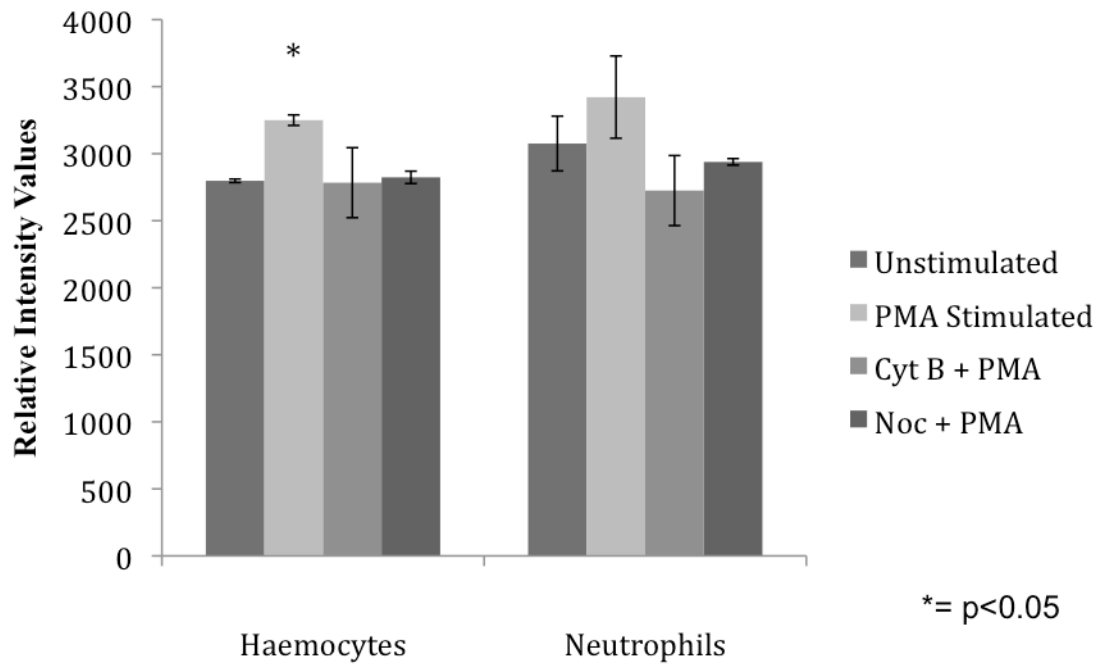 Relative Intensity Values
4000
3500
3000
2500
2000
1500
1000
500
0
*
Haemocytes
Neutrophils
Unstimulated
PMA Stimulated
Cyt B + PMA
Noc + PMA
*= p<0.05